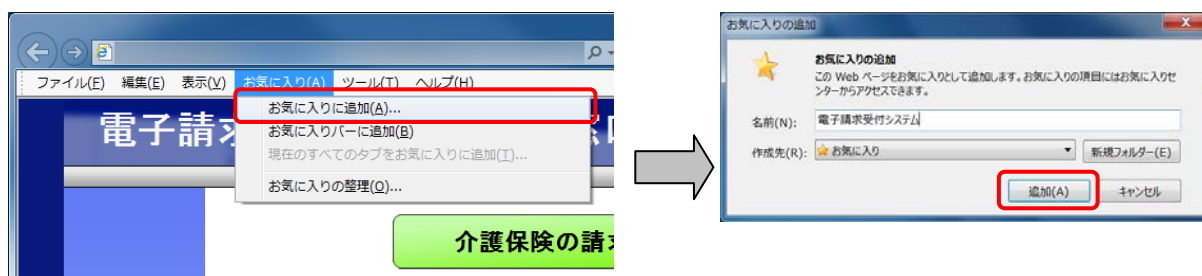 ファイル(F) 編集(E) 表示(V) お気に入り(A) ツール(T) ヘルプ(H)
お気に入りに追加(A)...
お気に入りバーに追加(B)
現在のすべてのタブをお気に入りに追加(T)...
お気に入りの整理(O)...
電子請
介護保険の請
お気に入りの追加
X
お気に入りの追加
この Web ページをお気に入りとして追加します。お気に入りの項目にはお気に入りセ
ンターからアクセスできます。
名前(N): 電子請求受付システム
作成先(R): お気に入り 新規フォルダー(E)
追加(A) キャンセル